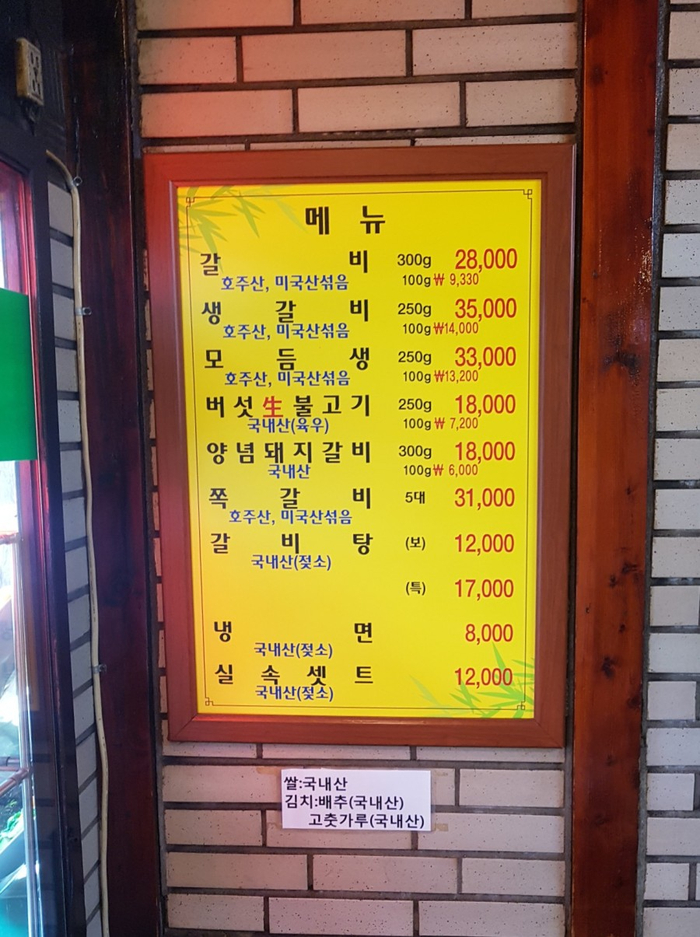 메 뉴
갈 비 300g 28,000
호주산, 미국산섞음 100g ₩ 9,330
생 갈 비 250g 35,000
호주산, 미국산섞음 100g ₩14,000
모 듬 생 250g 33,000
호주산, 미국산섞음 100g ₩13,200
버섯生불고기 250g 18,000
국내산(육우) 100g ₩ 7,200
양념돼지갈비 300g 18,000
국내산 100g ₩ 6,000
쪽 갈 비 5대 31,000
호주산, 미국산섞음
갈 비 탕 (보) 12,000
국내산(젖소)
(특) 17,000
냉 면 8,000
국내산(젖소)
실 속 셋 트 12,000
국내산(젖소)
쌀:국내산
김치:배추(국내산)
고춧가루(국내산)